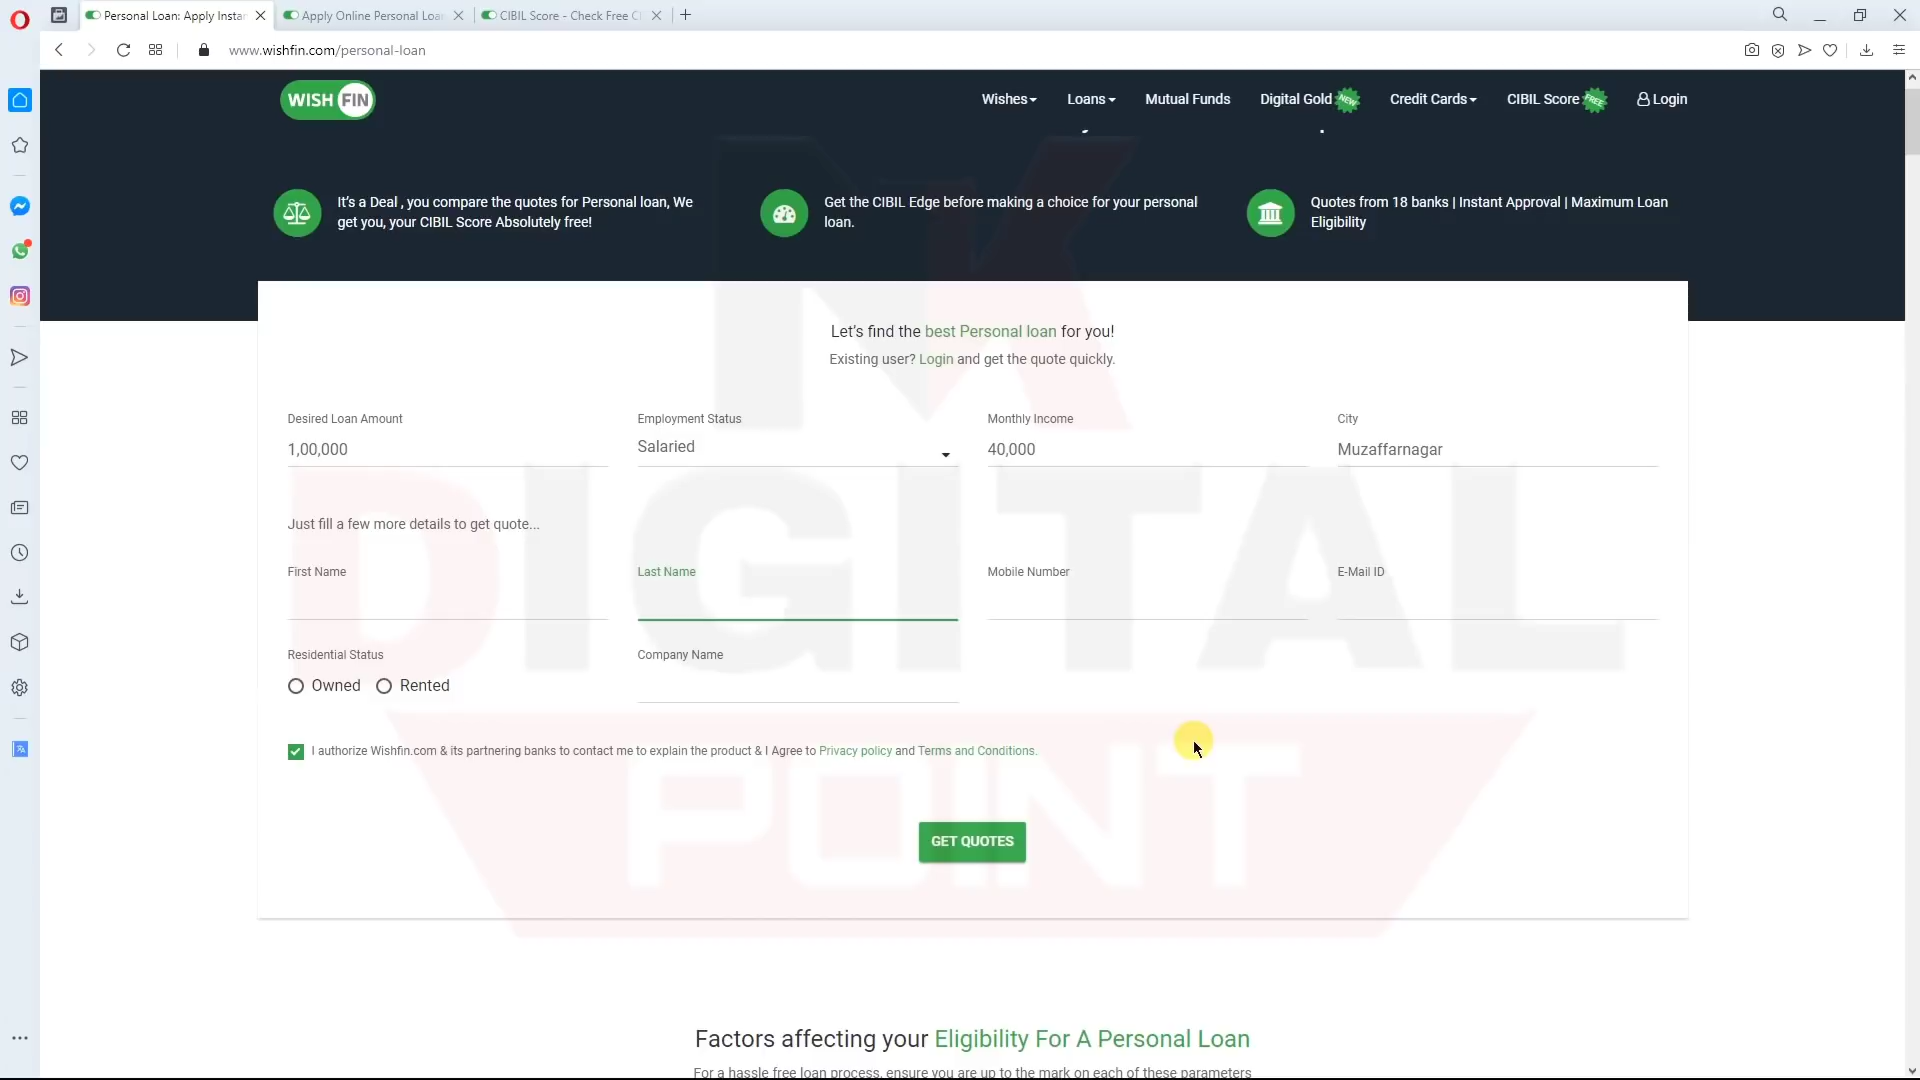 Personal Loan: Apply Instan
Apply Online Personal Loa
CIBIL Score - Check Free C
www.wishfin.com/personal-loan
WISH FIN
Wishes
Loans
Mutual Funds
Digital Gold NEW
Credit Cards
CIBIL Score FREE
Login
It's a Deal , you compare the quotes for Personal loan, We
get you, your CIBIL Score Absolutely free!
Get the CIBIL Edge before making a choice for your personal
loan.
Quotes from 18 banks | Instant Approval | Maximum Loan
Eligibility
Let's find the best Personal loan for you!
Existing user? Login and get the quote quickly.
Desired Loan Amount
Employment Status
Monthly Income
City
1,00,000
Salaried
40,000
Muzaffarnagar
Just fill a few more details to get quote...
First Name
Last Name
Mobile Number
E-Mail ID
Residential Status
Company Name
Owned
Rented
I authorize Wishfin.com & its partnering banks to contact me to explain the product & I Agree to Privacy policy and Terms and Conditions.
GET QUOTES
NK
DIGITAL
POINT
Factors affecting your Eligibility For A Personal Loan
For a hassle free loan process, ensure you are up to the mark on each of these parameters